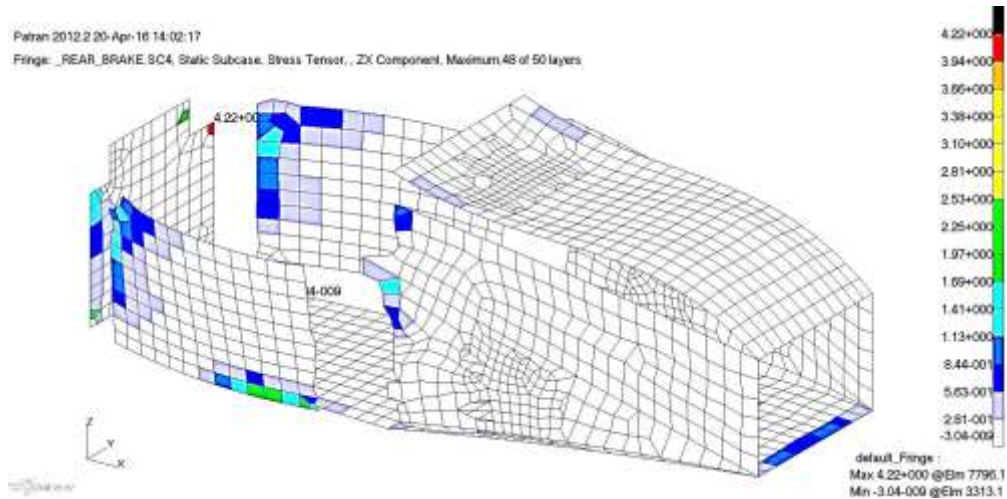 Patran 2012.2 20-Apr-16 14:02:17
Fringe: _REAR_BRAKE.SC4, Static Subcase, Stress Tensor, , ZX Component, Maximum,48 of 50 layers
4.22+000
3.94+000
3.66+000
3.38+000
3.10+000
2.81+000
2.53+000
2.25+000
1.97+000
1.69+000
1.41+000
1.13+000
8.44-001
5.63-001
2.81-001
-3.04-009
4.22+00
4-009
Z
Y
X
default_Fringe :
Max 4.22+000 @Elm 7796.1
Min -3.04-009 @Elm 3313.1